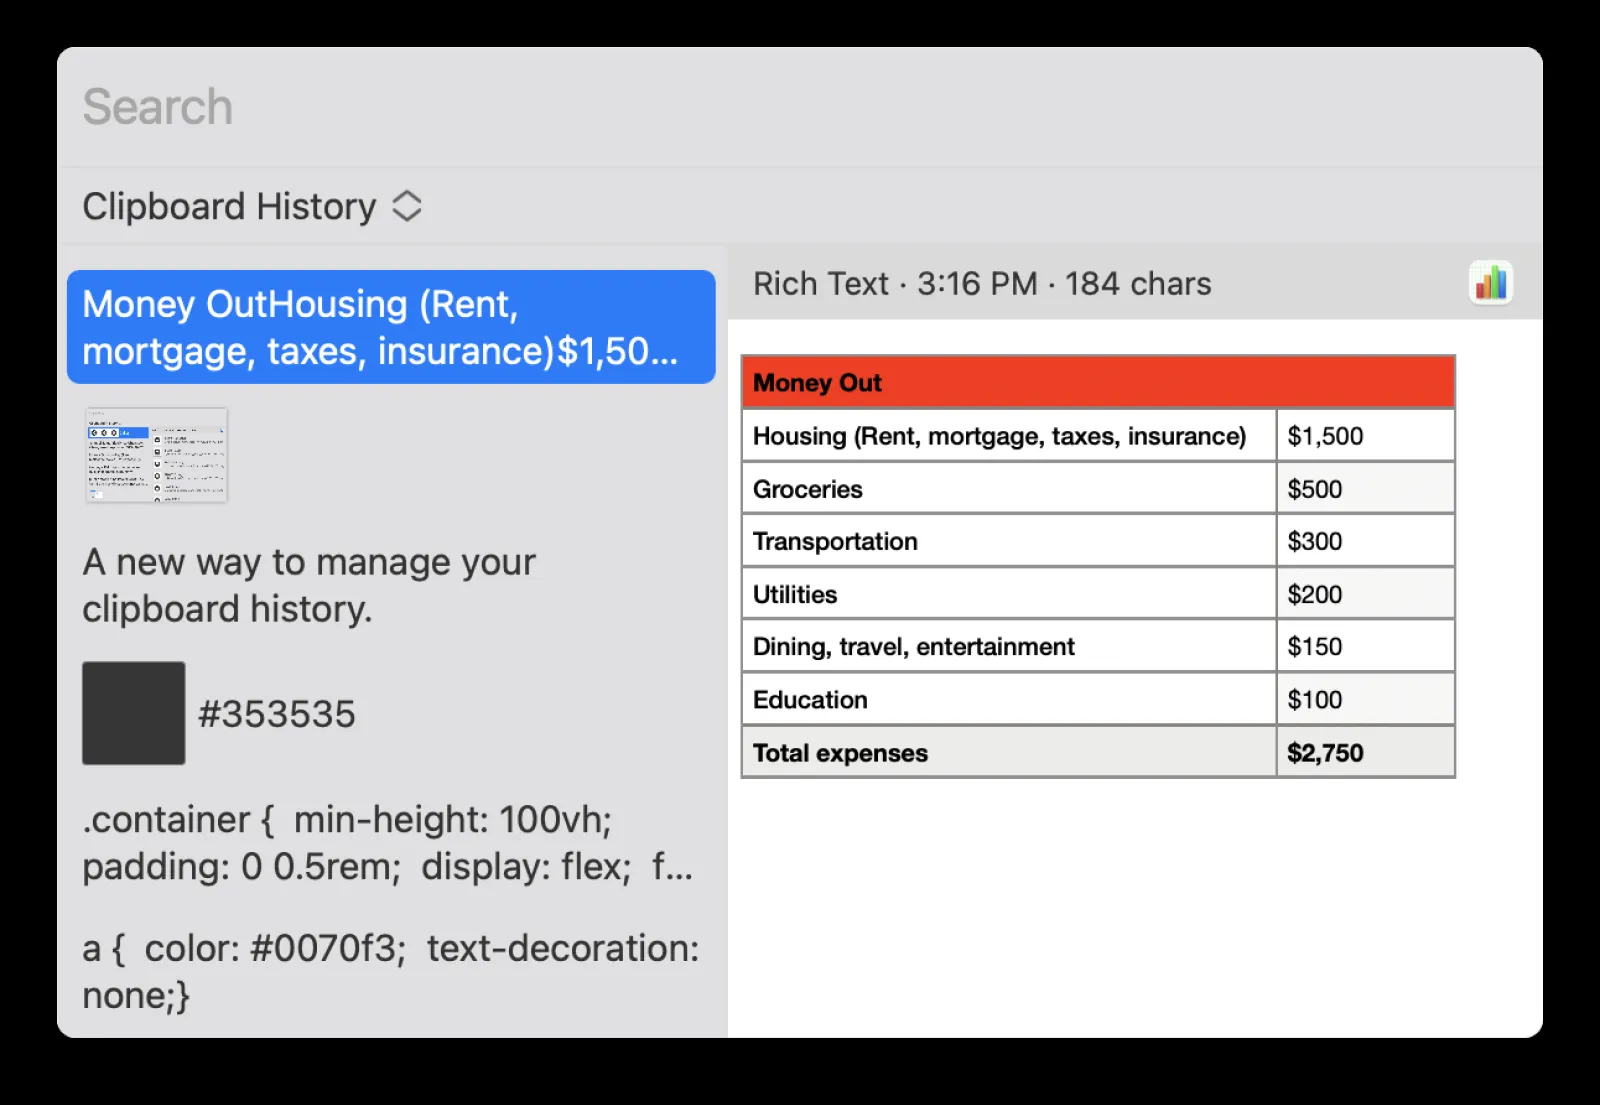 Search
Clipboard History
Money OutHousing (Rent,
mortgage, taxes, insurance)$1,50...
A new way to manage your
clipboard history.
#353535
.container {  min-height: 100vh;
padding: 0 0.5rem;  display: flex;  f...
a {  color: #0070f3;  text-decoration:
none;}
Rich Text · 3:16 PM · 184 chars
Money Out
Housing (Rent, mortgage, taxes, insurance) $1,500
Groceries $500
Transportation $300
Utilities $200
Dining, travel, entertainment $150
Education $100
Total expenses $2,750